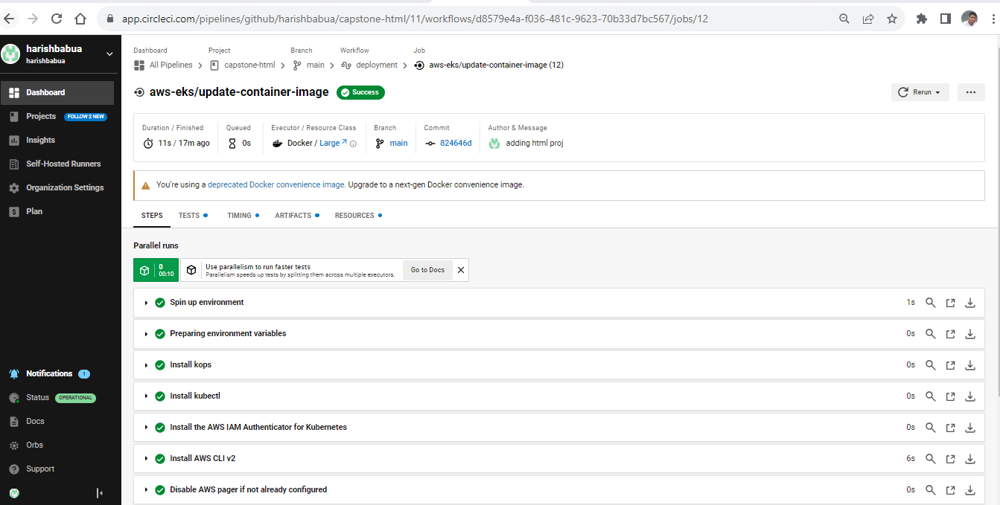 app.circleci.com/pipelines/github/harishbabua/capstone-html/11/workflows/d8579e4a-f036-481c-9623-70b33d7bc567/jobs/12
harishbabua
harishbabua
Dashboard
Projects FOLLOW 2 NEW
Insights
Self-Hosted Runners
Organization Settings
$ Plan
Notifications 1
Status OPERATIONAL
Docs
Orbs
? Support
Dashboard Project Branch Workflow Job
All Pipelines capstone-html main deployment aws-eks/update-container-image (12)
aws-eks/update-container-image Success
Rerun
Duration / Finished Queued Executor / Resource Class Branch Commit Author & Message
11s / 17m ago 0s Docker / Large main 824646d adding html proj
You're using a deprecated Docker convenience image. Upgrade to a next-gen Docker convenience image.
STEPS TESTS TIMING ARTIFACTS RESOURCES
Parallel runs
0
00:10
Use parallelism to run faster tests
Parallelism speeds up tests by splitting them across multiple executors.
Go to Docs
Spin up environment 1s
Preparing environment variables 0s
Install kops 0s
Install kubectl 0s
Install the AWS IAM Authenticator for Kubernetes 0s
Install AWS CLI v2 6s
Disable AWS pager if not already configured 0s